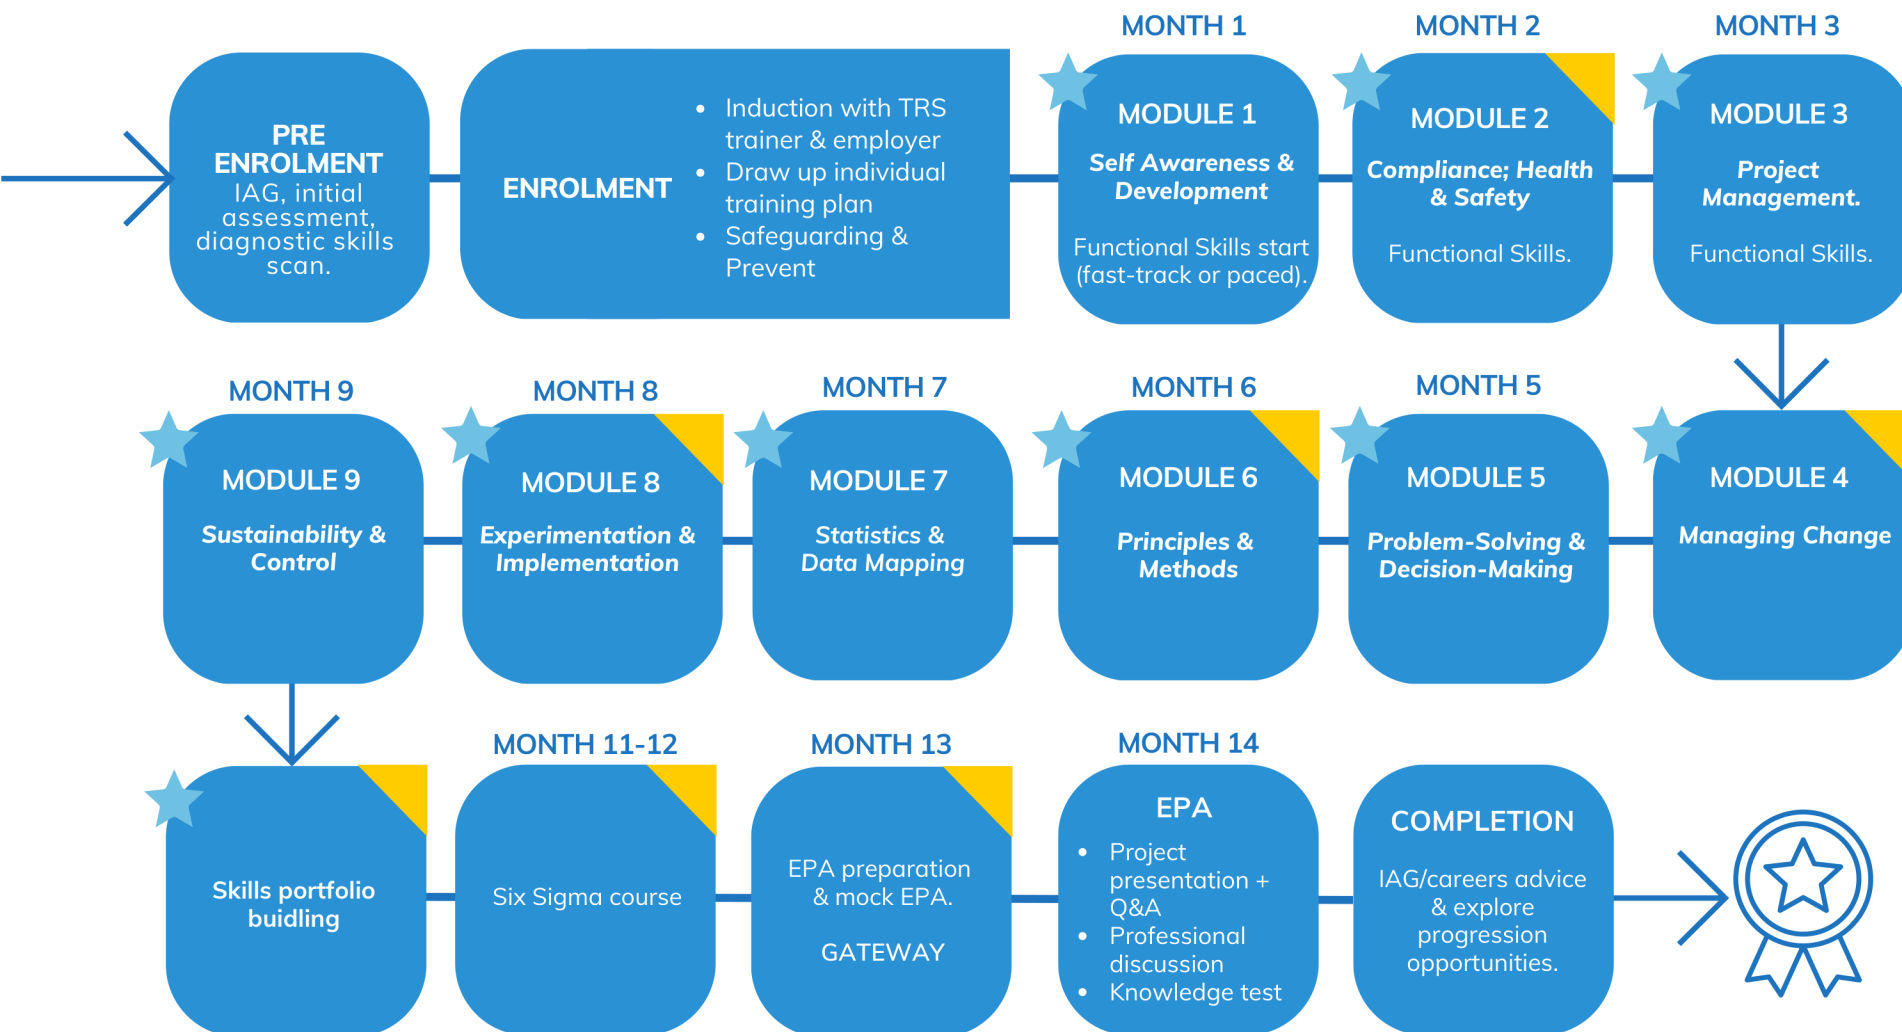 PRE
ENROLMENT
IAG, initial
assessment,
diagnostic skills
scan.
ENROLMENT
• Induction with TRS
trainer & employer
• Draw up individual
training plan
• Safeguarding &
Prevent
MONTH 1
MODULE 1
Self Awareness &
Development
Functional Skills start
(fast-track or paced).
MONTH 2
MODULE 2
Compliance; Health
& Safety
Functional Skills.
MONTH 3
MODULE 3
Project
Management.
Functional Skills.
MODULE 4
Managing Change
MONTH 5
MODULE 5
Problem-Solving &
Decision-Making
MONTH 6
MODULE 6
Principles &
Methods
MONTH 7
MODULE 7
Statistics &
Data Mapping
MONTH 8
MODULE 8
Experimentation &
Implementation
MONTH 9
MODULE 9
Sustainability &
Control
Skills portfolio
buidling
MONTH 11-12
Six Sigma course
MONTH 13
EPA preparation
& mock EPA.
GATEWAY
MONTH 14
EPA
• Project
presentation +
Q&A
• Professional
discussion
• Knowledge test
COMPLETION
IAG/careers advice
& explore
progression
opportunities.